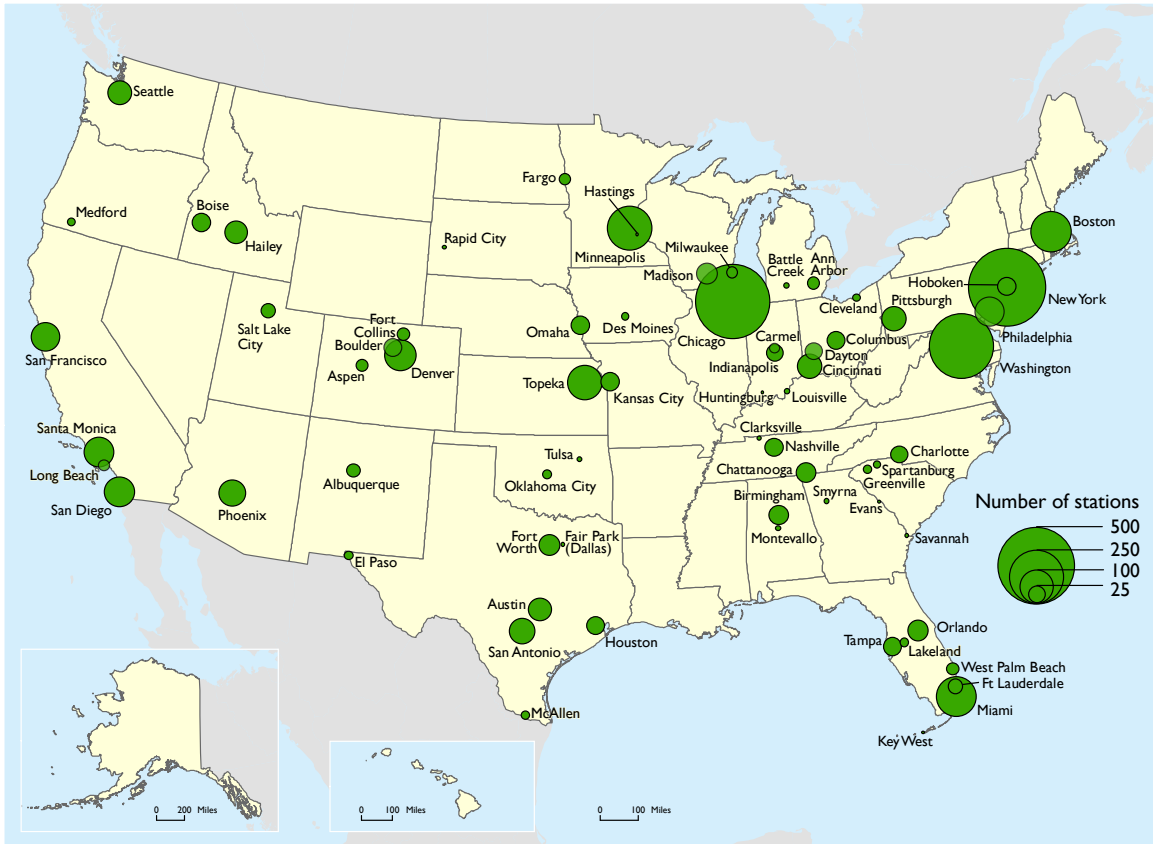 Seattle
Medford
Boise
Hailey
Fargo
Hastings
Minneapolis
Rapid City
Milwaukee
Madison
Battle
Creek
Ann
Arbor
Boston
Hoboken
New York
Cleveland
Pittsburgh
Philadelphia
Washington
San Francisco
Salt Lake
City
Fort
Collins
Boulder
Aspen
Denver
Omaha
Des Moines
Chicago
Carmel
Indianapolis
Columbus
Dayton
Cincinnati
Topeka
Kansas City
Huntingburg
Louisville
Santa Monica
Long Beach
San Diego
Phoenix
Albuquerque
Tulsa
Oklahoma City
Clarksville
Nashville
Chattanooga
Charlotte
Spartanburg
Greenville
Birmingham
Smyrna
Evans
Montevallo
Savannah
El Paso
Fort
Worth
Fair Park
(Dallas)
Austin
San Antonio
Houston
McAllen
Orlando
Tampa
Lakeland
West Palm Beach
Ft Lauderdale
Miami
Key West
Number of stations
500
250
100
25
0 200 Miles
0 100 Miles
0 100 Miles